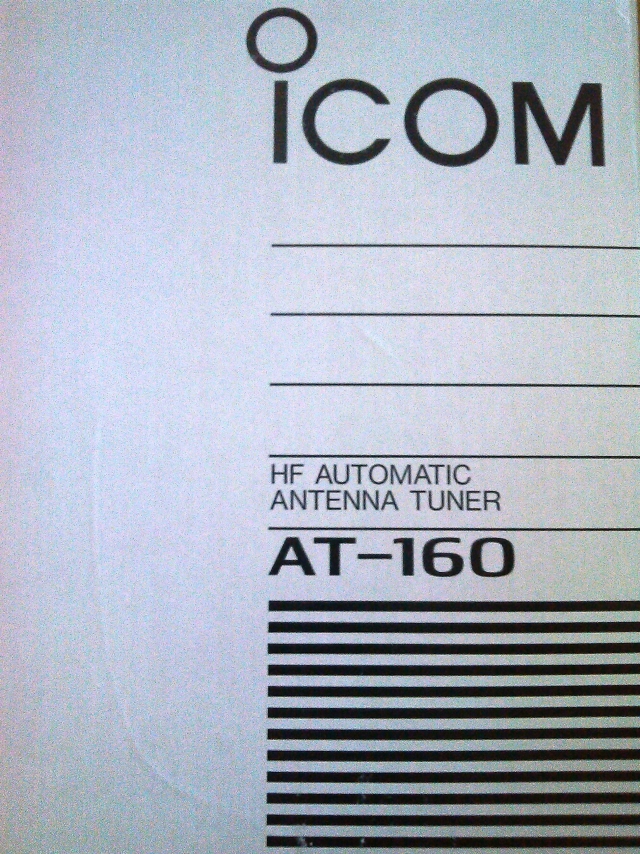 ICOM
HF AUTOMATIC
ANTENNA TUNER
AT-160